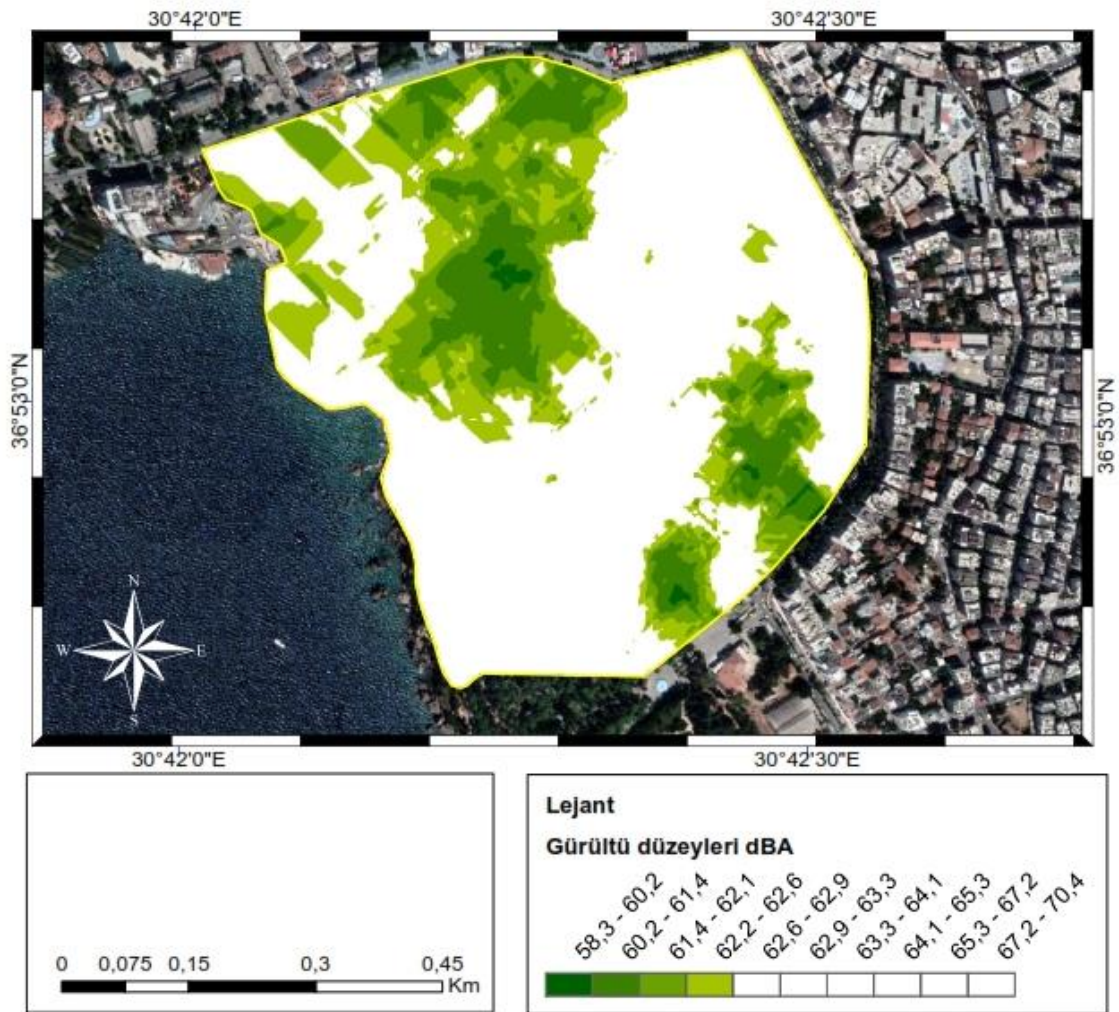 30°42'0"E
30°42'30"E
36°53'0"N
36°53'0"N
N
W
E
S
30°42'0"E
30°42'30"E
0 0,075 0,15 0,3 0,45
Km
Lejant
Gürültü düzeyleri dBA
58,3 - 60,2
60,2 - 61,4
61,4 - 62,1
62,2 - 62,6
62,6 - 62,9
62,9 - 63,3
63,3 - 64,1
64,1 - 65,3
65,3 - 67,2
67,2 - 70,4